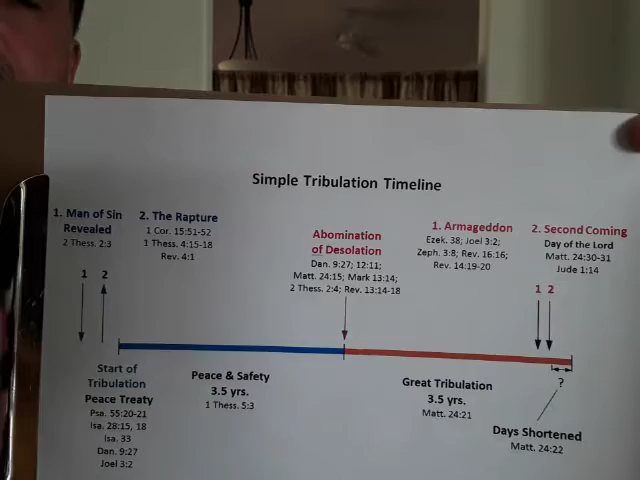 Simple Tribulation Timeline
1. Man of Sin
Revealed
2 Thess. 2:3
2. The Rapture
1 Cor. 15:51-52
1 Thess. 4:15-18
Rev. 4:1
Abomination
of Desolation
Dan. 9:27; 12:11;
Matt. 24:15; Mark 13:14;
2 Thess. 2:4; Rev. 13:14-18
1. Armageddon
Ezek. 38; Joel 3:2;
Zeph. 3:8; Rev. 16:16;
Rev. 14:19-20
2. Second Coming
Day of the Lord
Matt. 24:30-31
Jude 1:14
1 2
1 2
Start of
Tribulation
Peace Treaty
Psa. 55:20-21
Isa. 28:15, 18
Isa. 33
Dan. 9:27
Joel 3:2
Peace & Safety
3.5 yrs.
1 Thess. 5:3
Great Tribulation
3.5 yrs.
Matt. 24:21
?
Days Shortened
Matt. 24:22